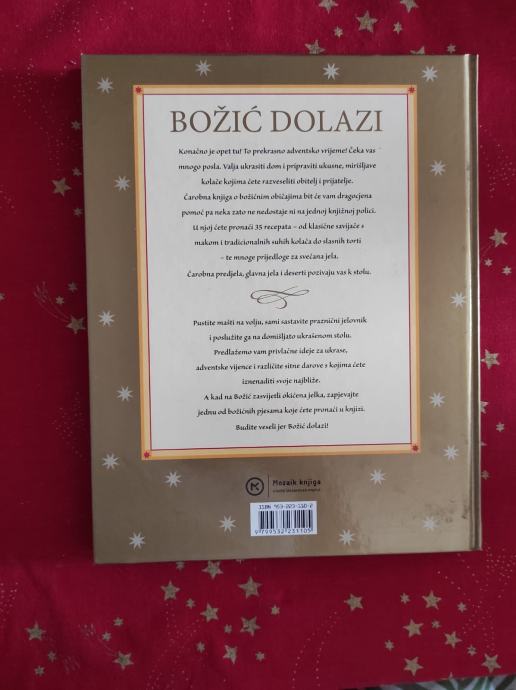 BOŽIĆ DOLAZI
Konačno je opet tu! To prekrasno adventsko vrijeme! Čeka vas
mnogo posla. Valja ukrasiti dom i pripraviti ukusne, mirišljave
kolače kojima ćete razveseliti obitelj i prijatelje.
Čarobna knjiga o božićnim običajima bit će vam dragocjena
pomoć pa neka zato ne nedostaje ni na jednoj knjižnoj polici.
U njoj ćete pronaći 35 recepata – od klasične savijače s
makom i tradicionalnih suhih kolača do slasnih torti
– te mnoge prijedloge za svečana jela.
Čarobna predjela, glavna jela i deserti pozivaju vas k stolu.
Pustite mašti na volju, sami sastavite praznični jelovnik
i poslužite ga na domišljato ukrašenom stolu.
Predlažemo vam privlačne ideje za ukrase,
adventske vijence i različite sitne darove s kojima ćete
iznenaditi svoje najbliže.
A kad na Božić zasvijetli okićena jelka, zapjevajte
jednu od božićnih pjesama koje ćete pronaći u knjizi.
Budite veseli jer Božić dolazi!
Mozaik knjiga
ISBN 953-223-110-2